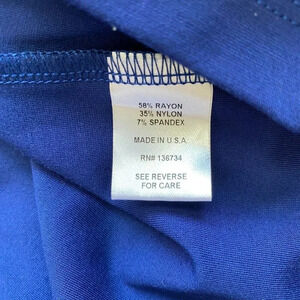 58% RAYON
35% NYLON
7% SPANDEX
MADE IN U.S.A
RN# 136734
SEE REVERSE
FOR CARE